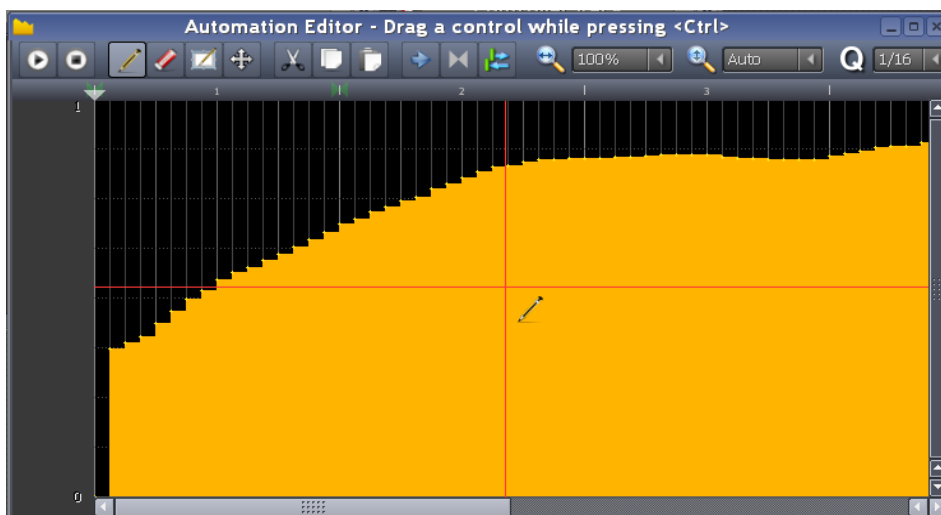 Automation Editor - Drag a control while pressing <Ctrl>
100% Auto Q 1/16
1 2 3
1
0